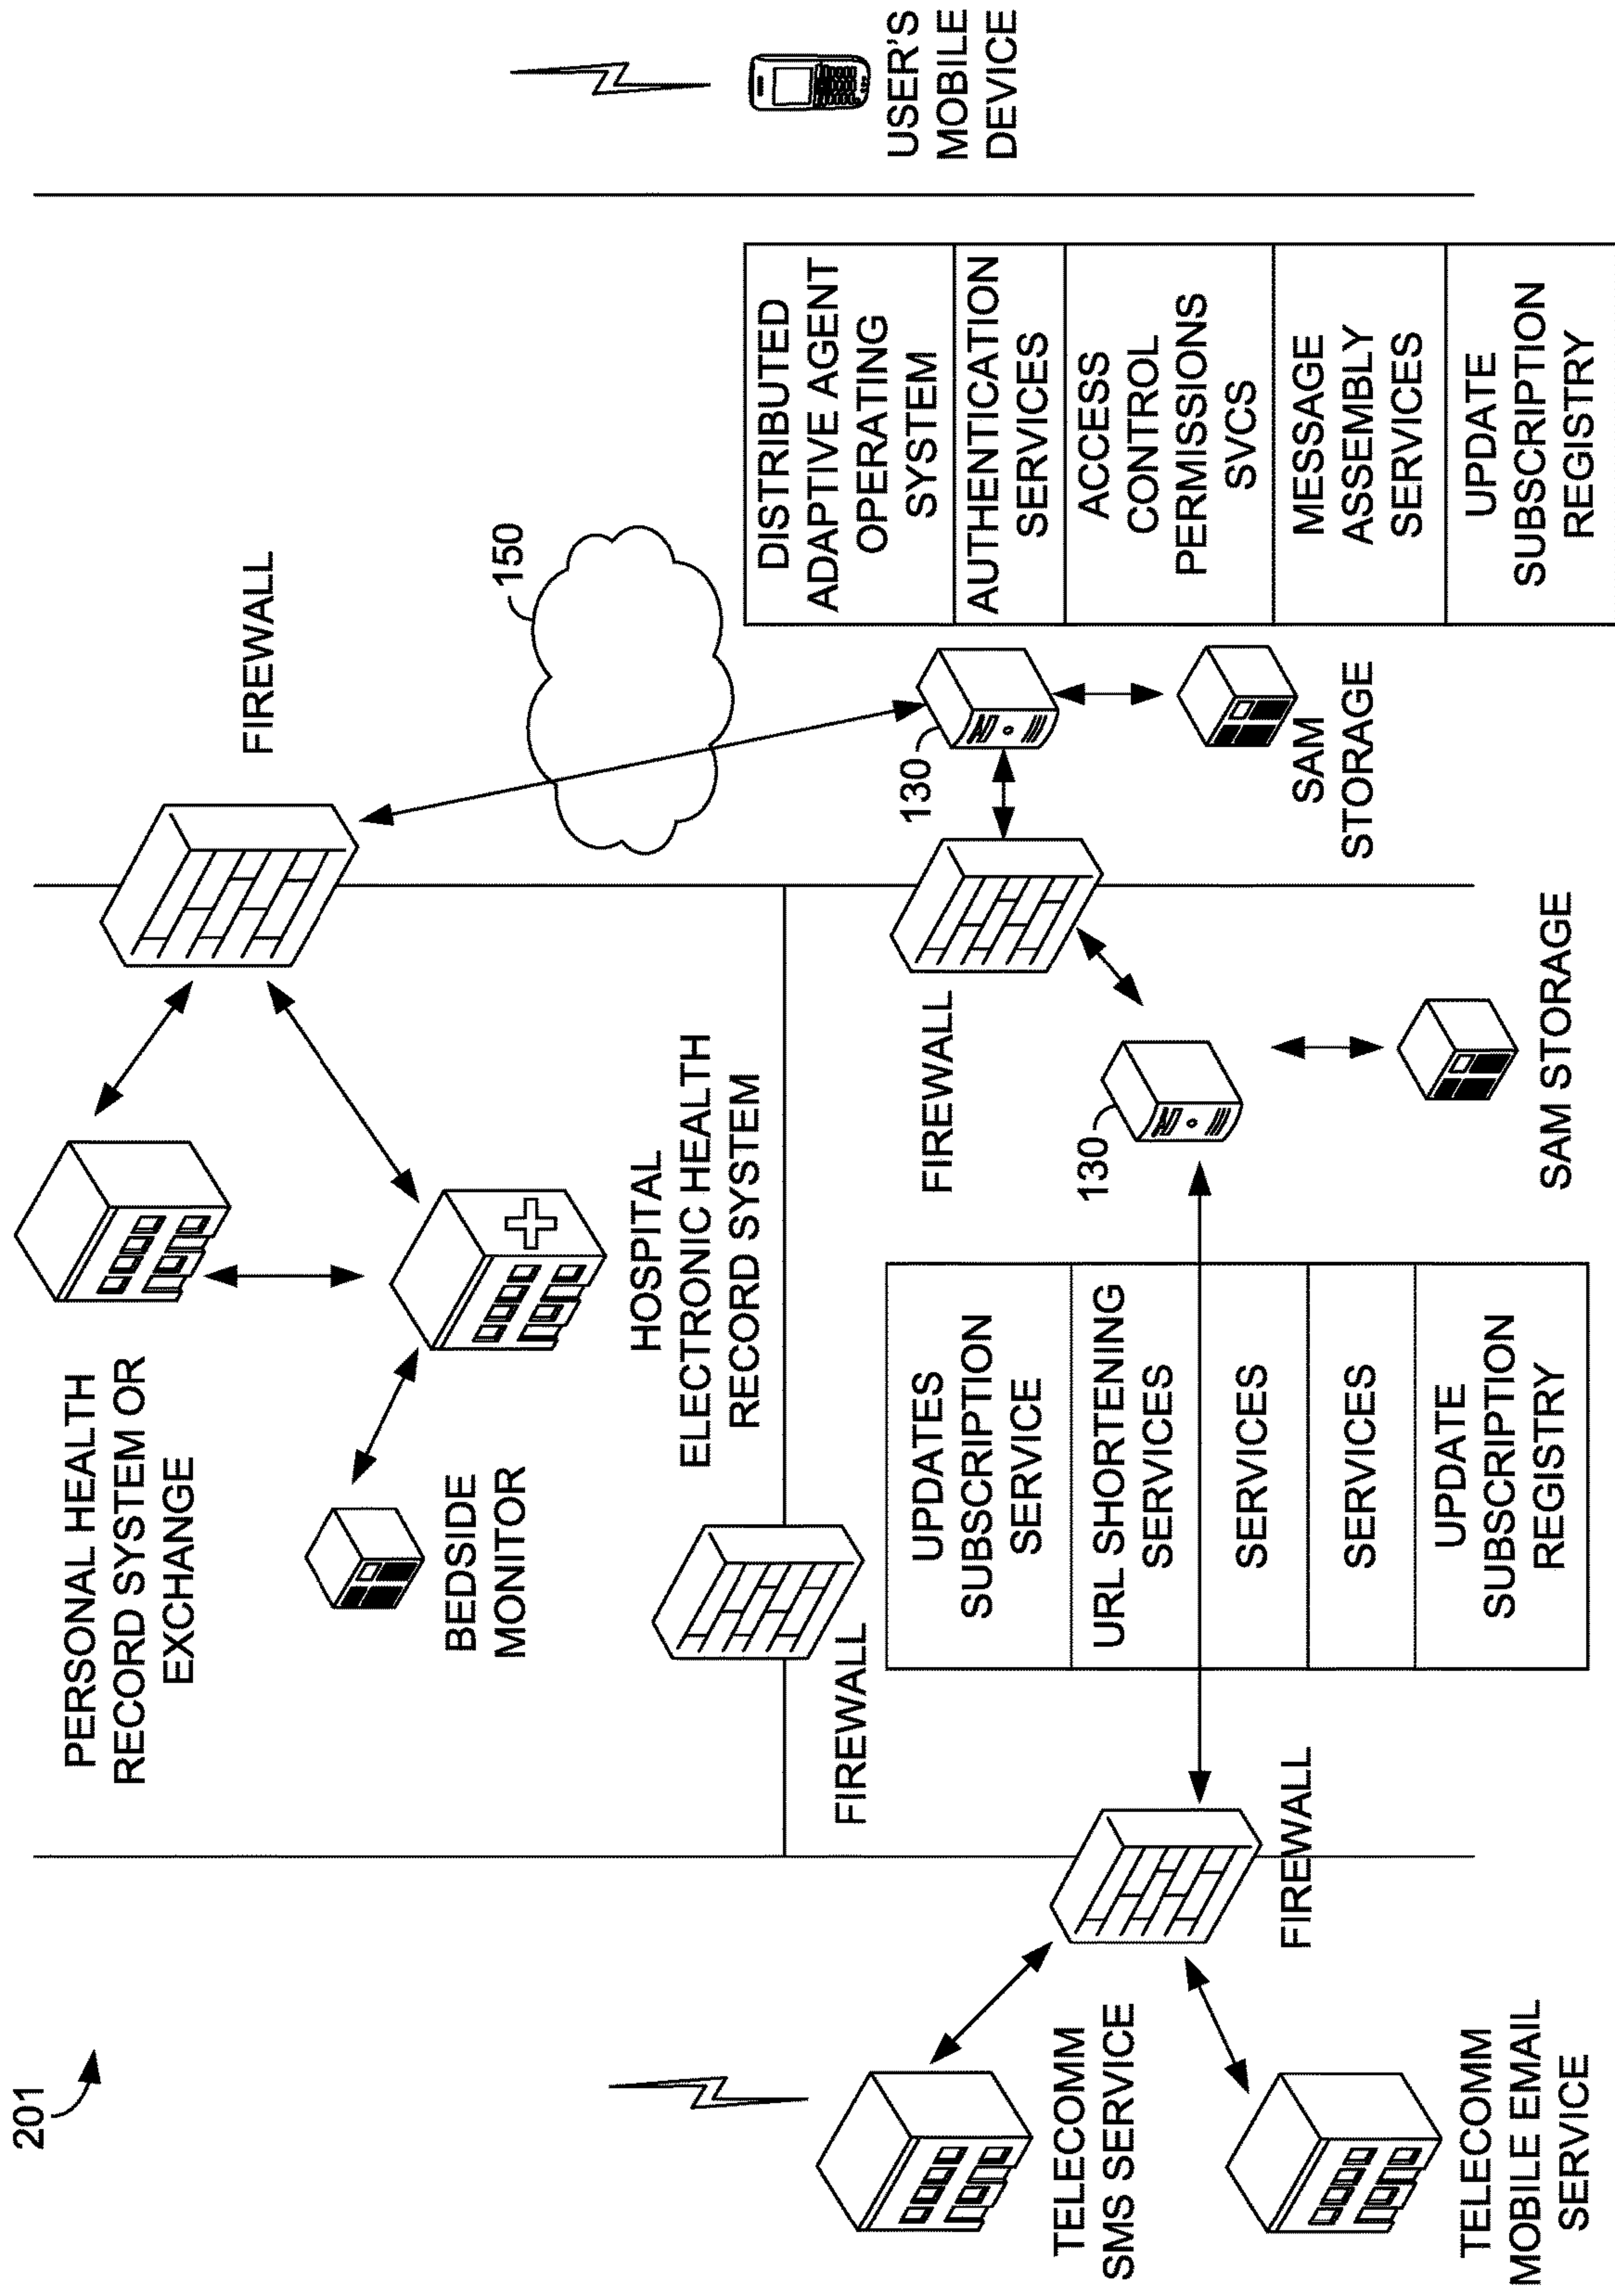 201
PERSONAL HEALTH
RECORD SYSTEM OR
EXCHANGE
BEDSIDE
MONITOR
HOSPITAL
ELECTRONIC HEALTH
RECORD SYSTEM
FIREWALL
150
USER'S
MOBILE
DEVICE
TELECOMM
SMS SERVICE
TELECOMM
MOBILE EMAIL
SERVICE
FIREWALL
FIREWALL
UPDATES
SUBSCRIPTION
SERVICE
URL SHORTENING
SERVICES
SERVICES
SERVICES
UPDATE
SUBSCRIPTION
REGISTRY
130
SAM STORAGE
FIREWALL
130
SAM
STORAGE
DISTRIBUTED
ADAPTIVE AGENT
OPERATING
SYSTEM
AUTHENTICATION
SERVICES
ACCESS
CONTROL
PERMISSIONS
SVCS
MESSAGE
ASSEMBLY
SERVICES
UPDATE
SUBSCRIPTION
REGISTRY